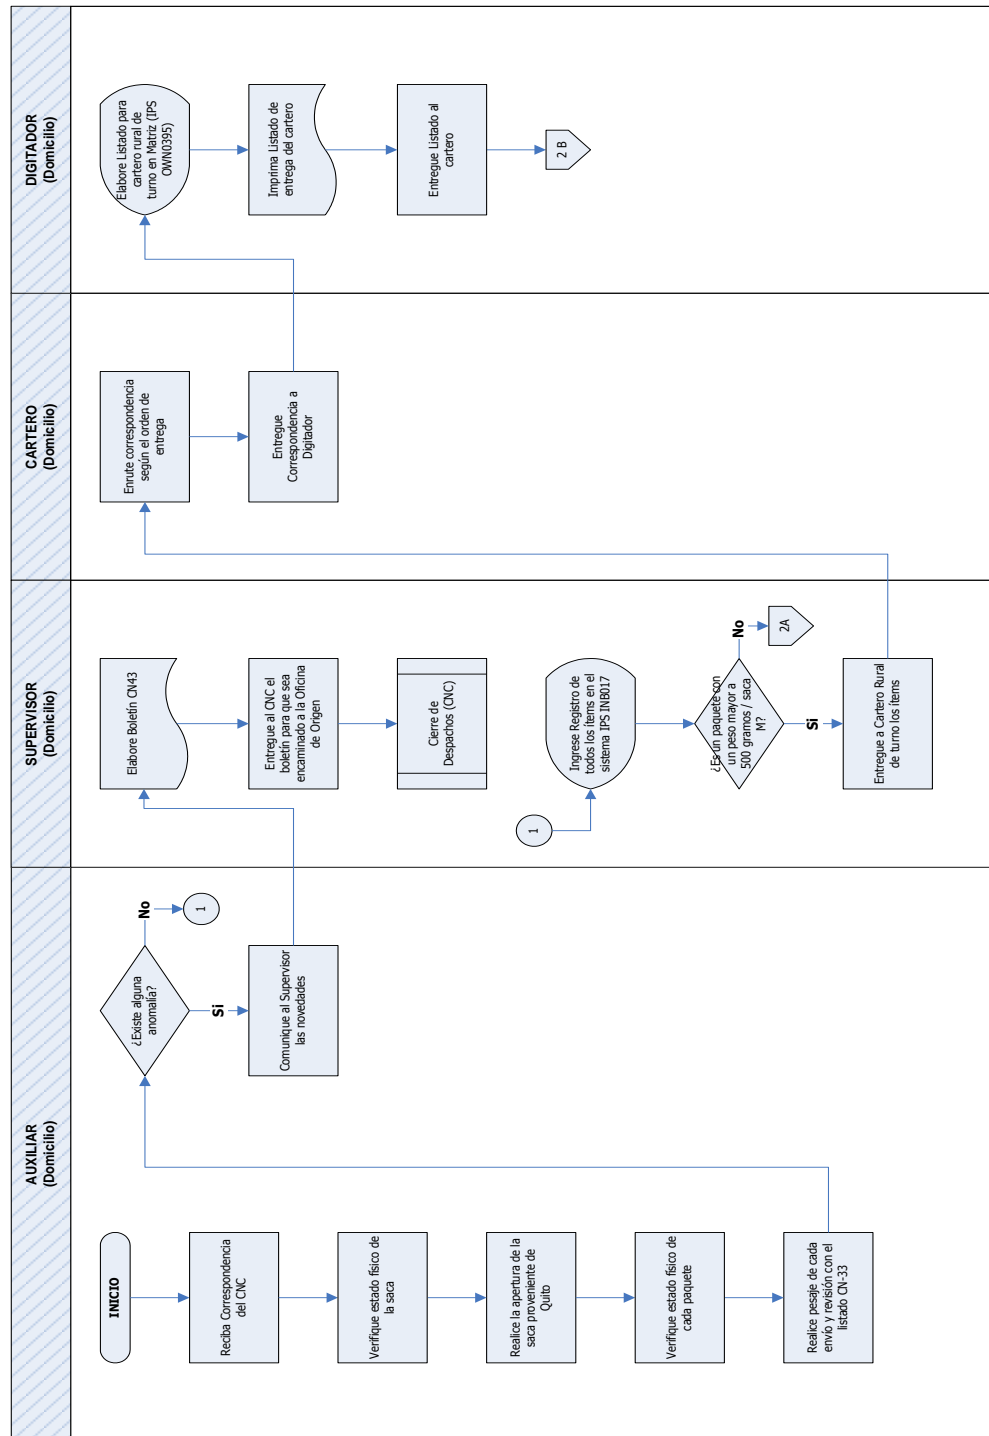 AUXILIAR
(Domicilio)
INICIO
Reciba Correspondencia
del CNC
Verifique estado físico de
la saca
Realice la apertura de la
saca proveniente de
Quito
Verifique estado físico de
cada paquete
Realice pesaje de cada
envío y revisión con el
listado CN-33
¿Existe alguna
anomalía?
No
1
Si
Comunique al Supervisor
las novedades
SUPERVISOR
(Domicilio)
Elabore Boletín CN43
Entregue al CNC el
boletín para que sea
encaminado a la Oficina
de Origen
Cierre de
Despachos (CNC)
1
Ingrese Registro de
todos los ítems en el
sistema IPS INB017
¿Es un paquete con
un peso mayor a
500 gramos / saca
M?
No
2A
Si
Entregue a Cartero Rural
de turno los ítems
CARTERO
(Domicilio)
Enrute correspondencia
según el orden de
entrega
Entregue
Correspondencia a
Digitador
DIGITADOR
(Domicilio)
Elabore Listado para
cartero rural de
turno en Matriz (IPS
OWN0395)
Imprima Listado de
entrega del cartero
Entregue Listado al
cartero
2 B